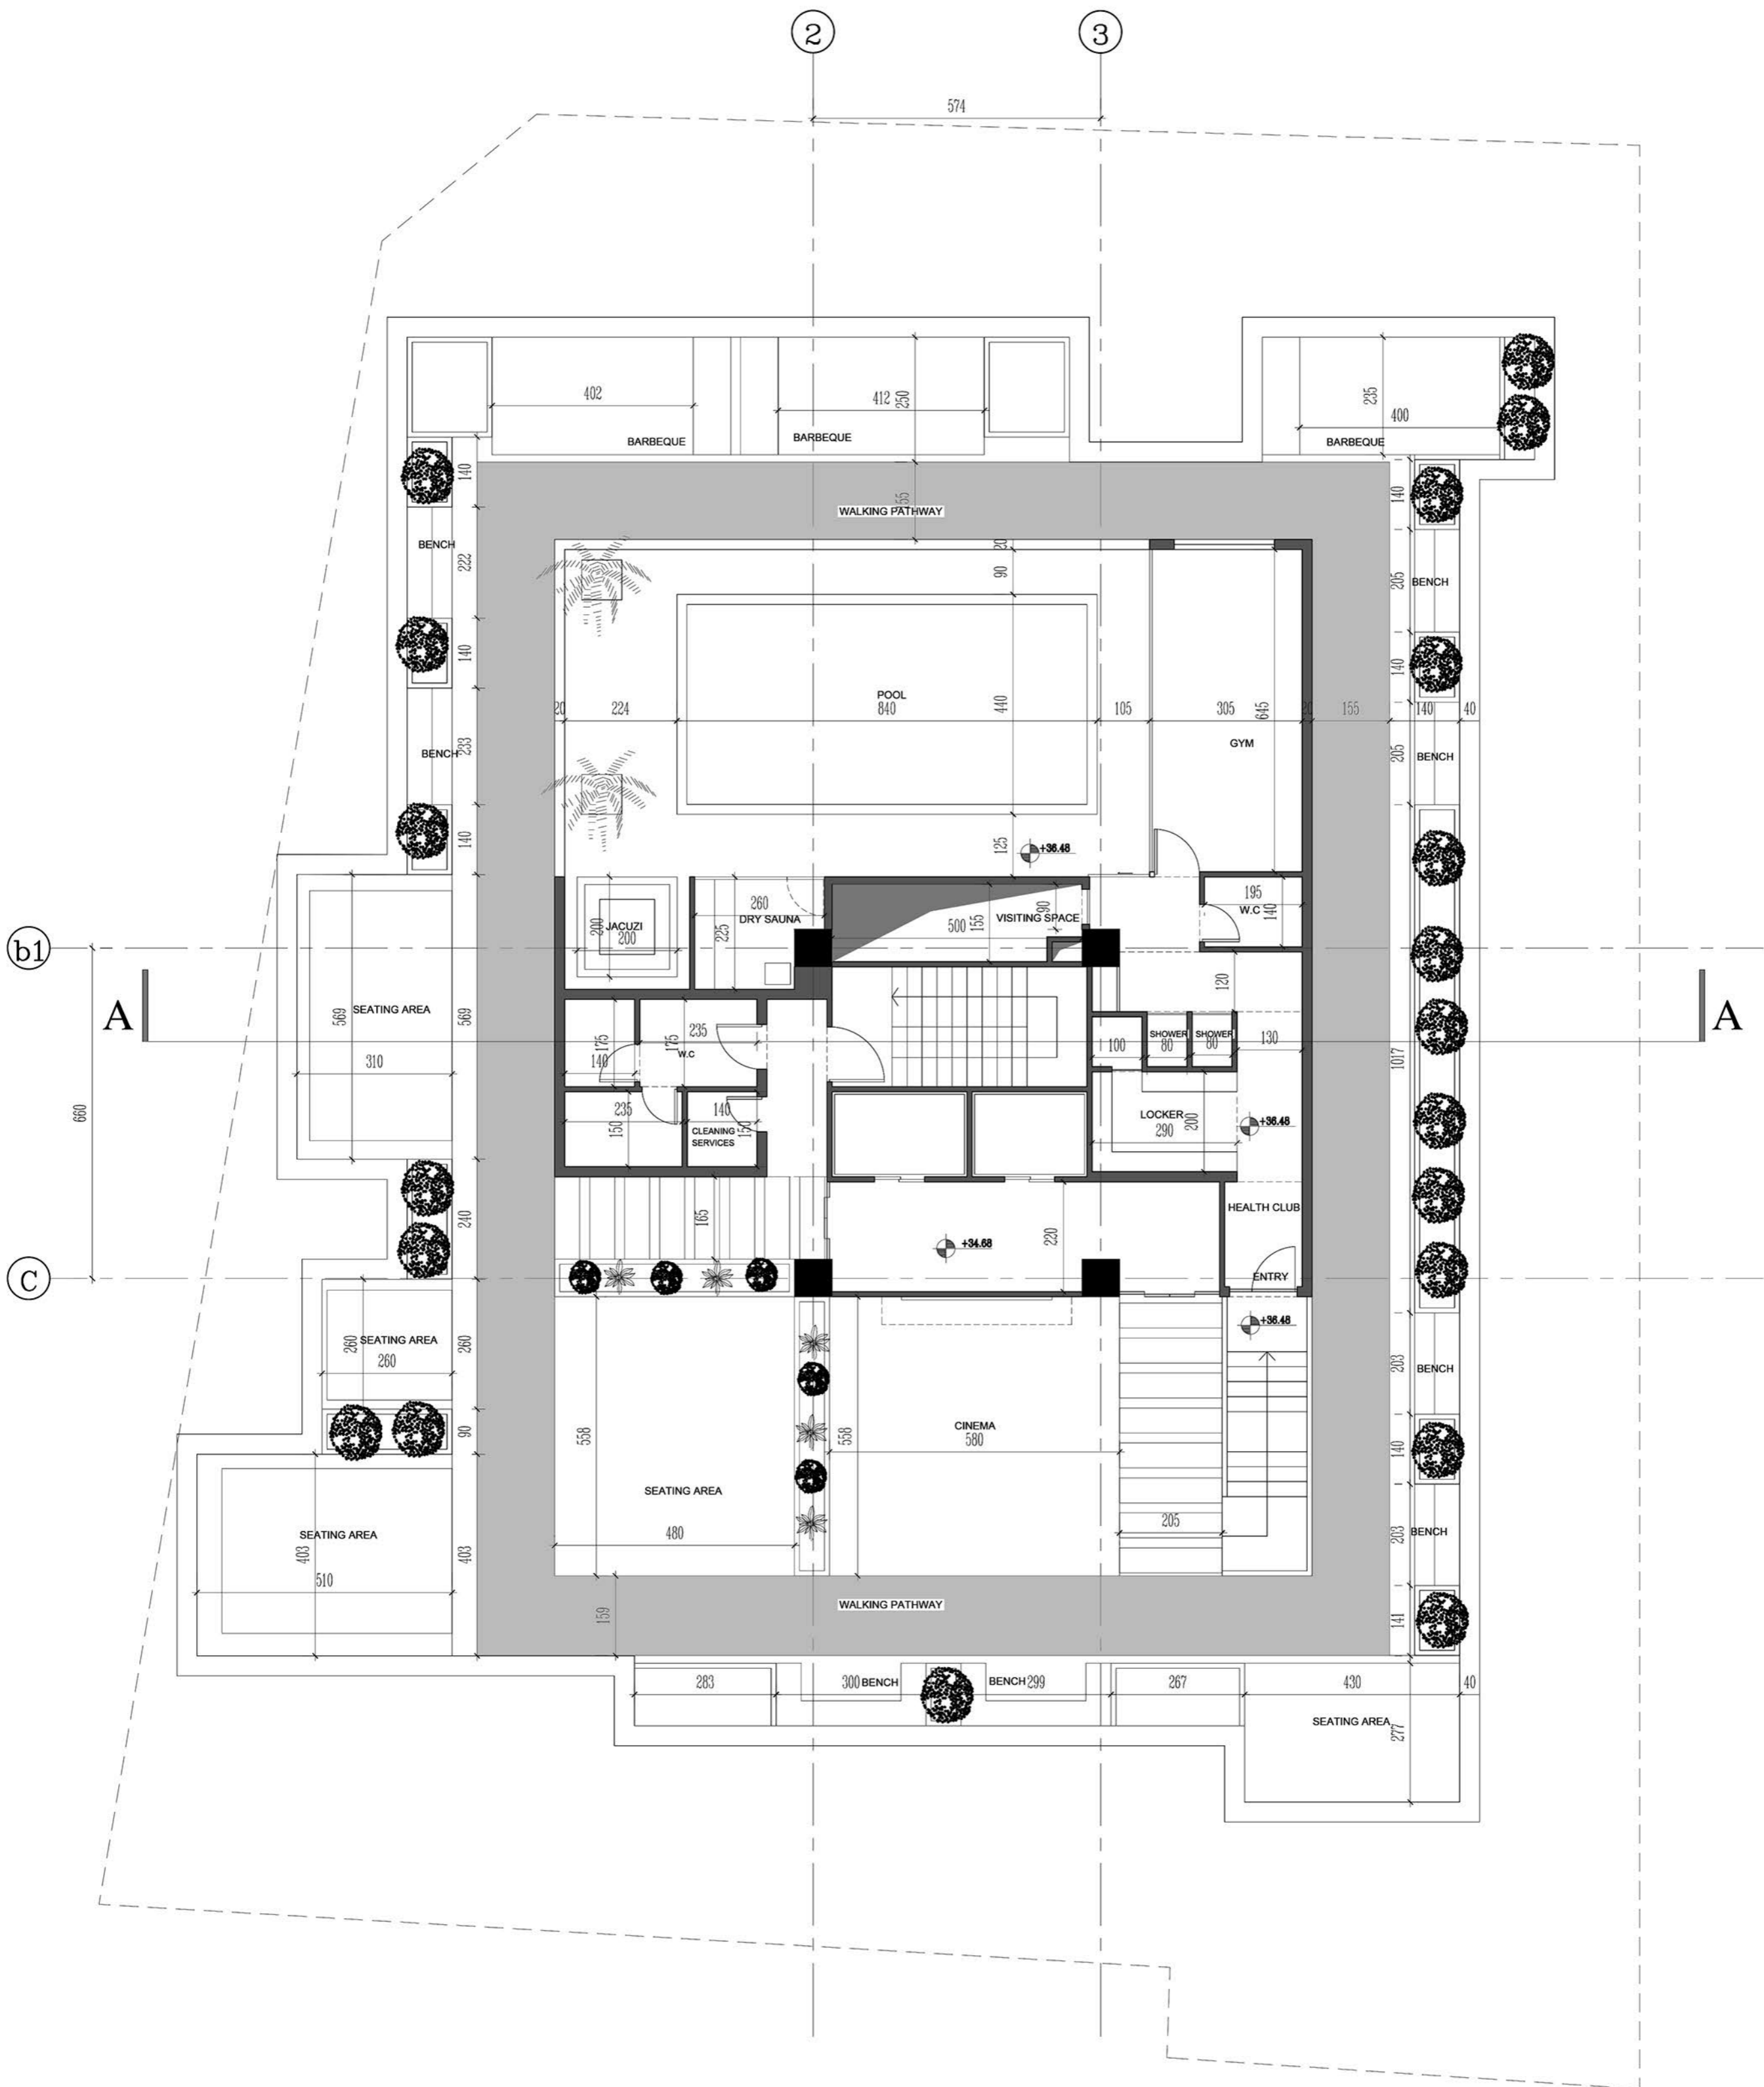 2
3
574
402
412
250
235
400
BARBEQUE
BARBEQUE
BARBEQUE
140
155
WALKING PATHWAY
140
BENCH
222
20
90
205
BENCH
140
POOL
840
440
140
20
224
105
305
645
20
155
140
40
GYM
BENCH
233
205
BENCH
140
125
+36.48
260
DRY SAUNA
225
JACUZI
200
200
500
155
90
VISITING SPACE
195
W.C
140
b1
A
A
569
SEATING AREA
569
310
120
235
175
175
W.C
140
100
SHOWER
80
SHOWER
80
130
1017
660
235
150
140
150
CLEANING
SERVICES
LOCKER
290
200
+36.48
240
165
220
HEALTH CLUB
+34.68
C
ENTRY
260
SEATING AREA
260
260
+36.48
203
BENCH
90
558
558
CINEMA
580
140
SEATING AREA
480
205
SEATING AREA
403
403
510
203
BENCH
159
WALKING PATHWAY
141
283
300
BENCH
BENCH
299
267
430
40
SEATING AREA
277